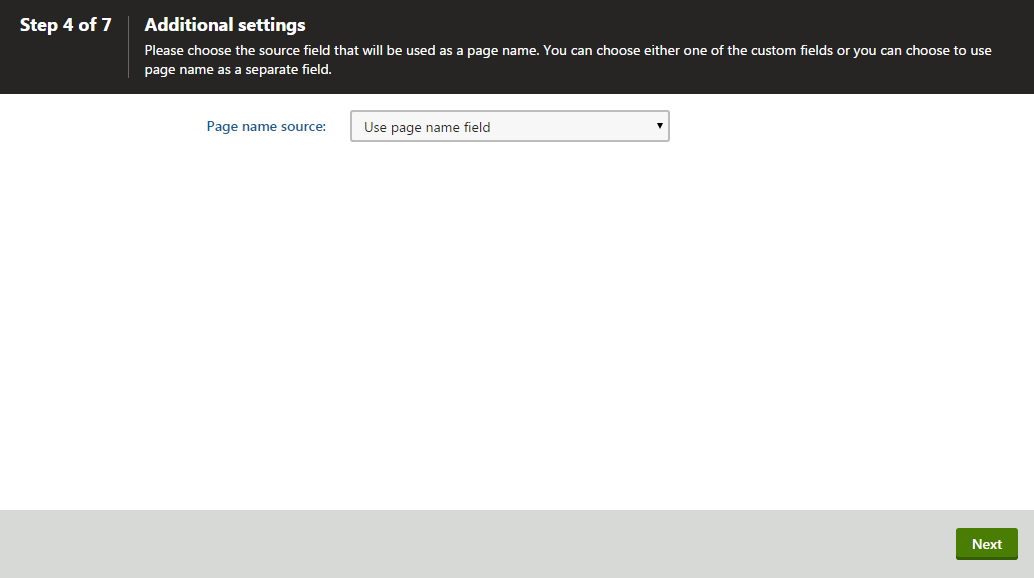 Step 4 of 7
Additional settings
Please choose the source field that will be used as a page name. You can choose either one of the custom fields or you can choose to use
page name as a separate field.
Page name source:
Use page name field
Next